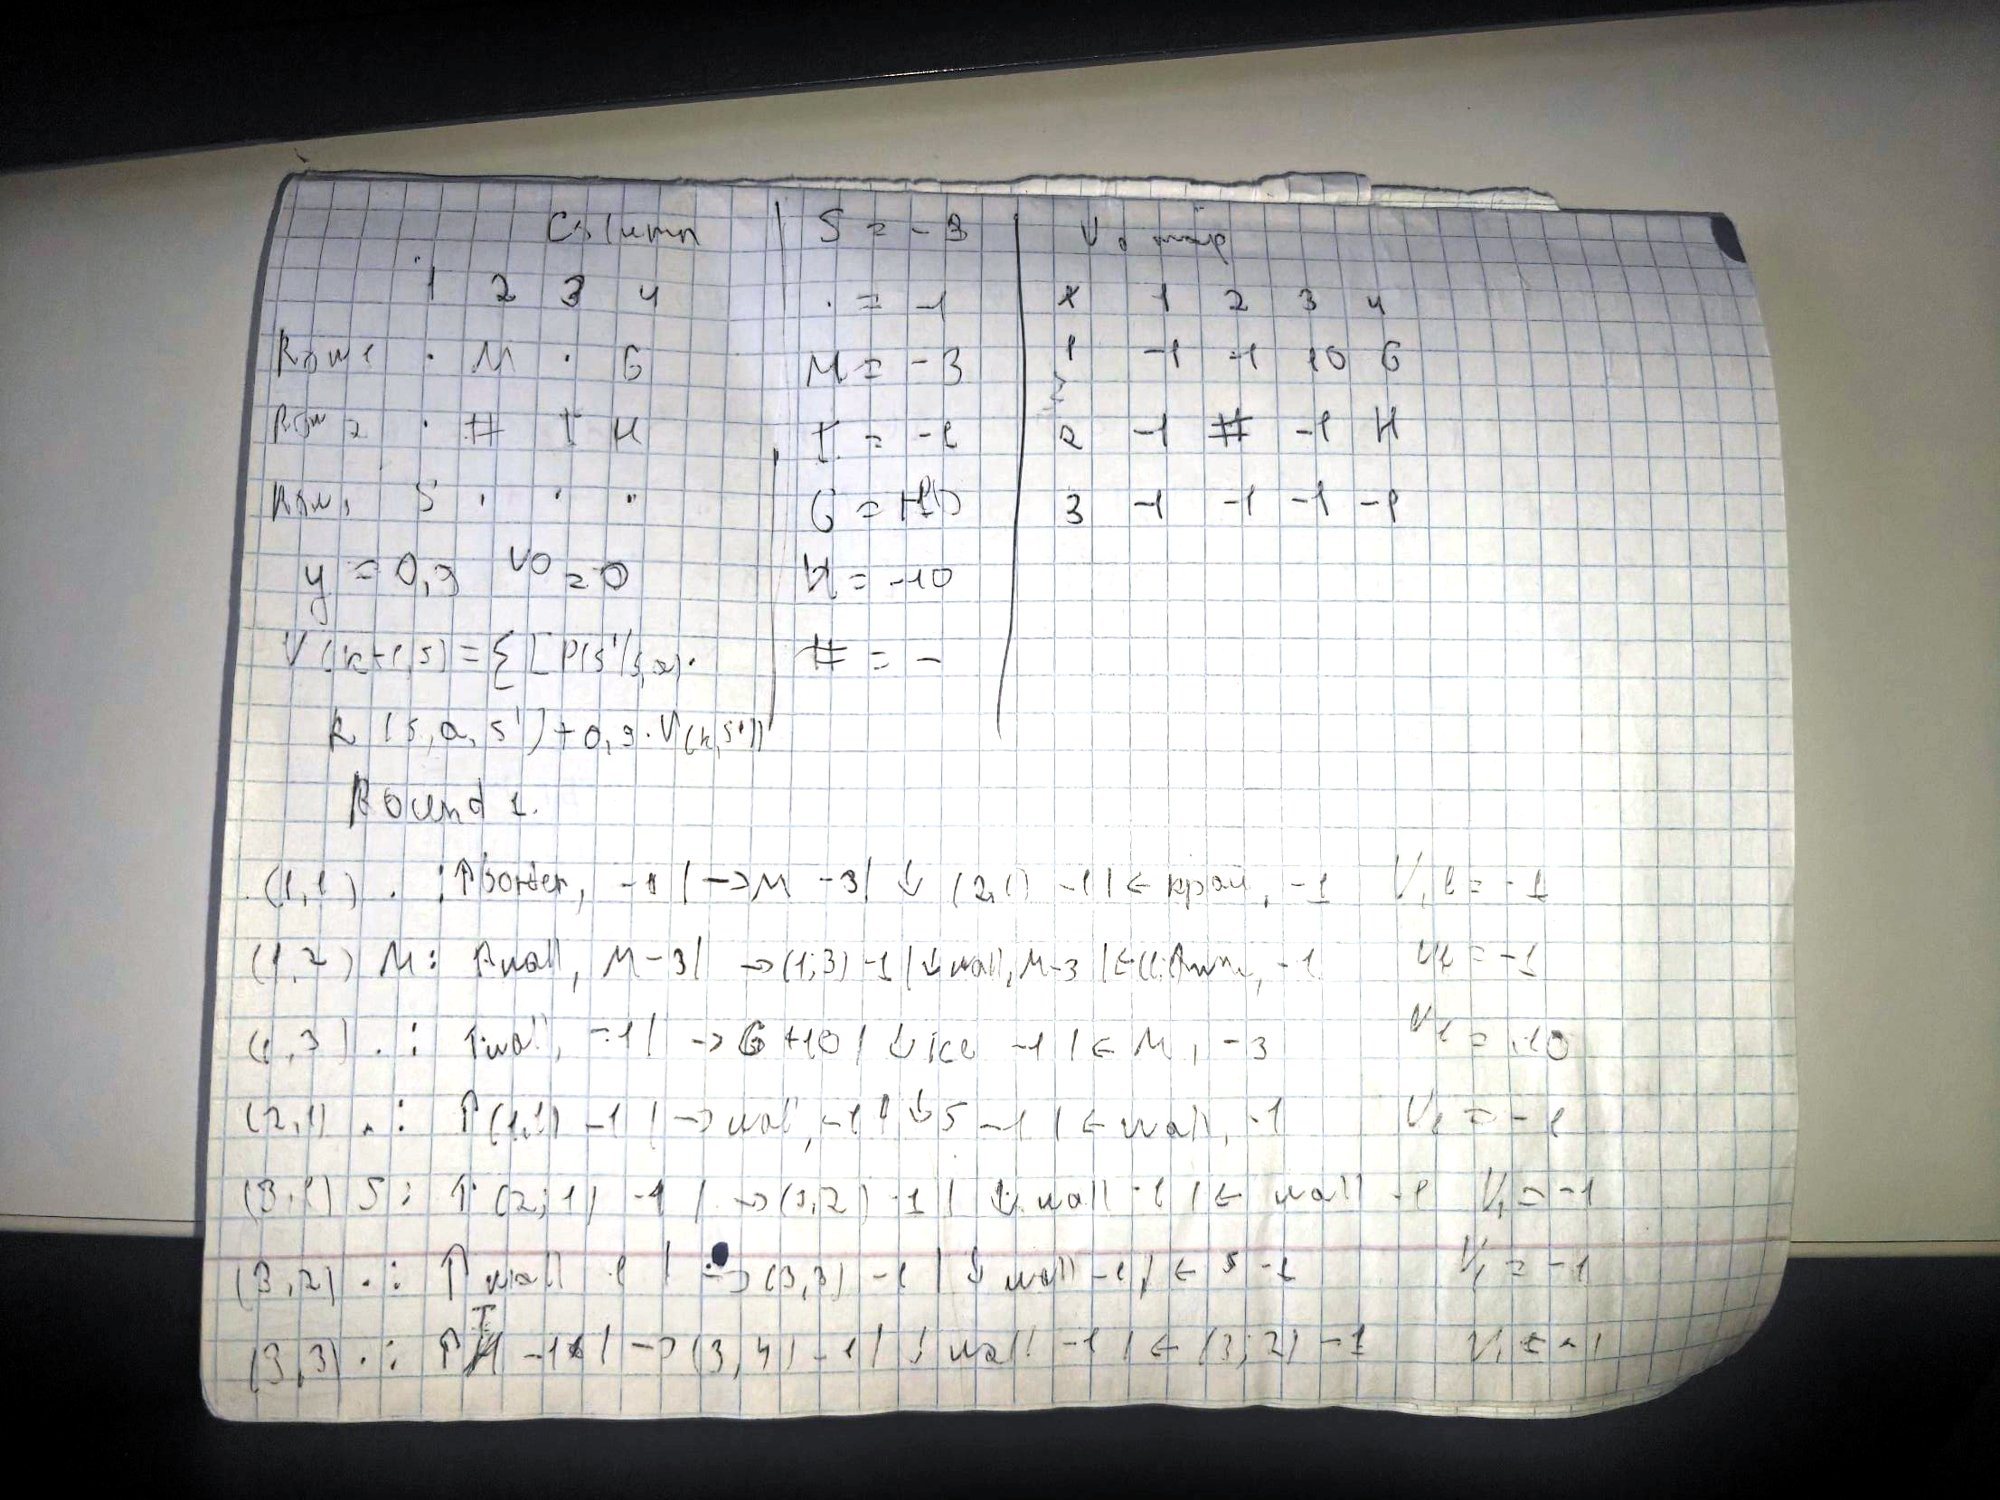 Column
1 2 3 4
Row 1 . M . G
Row 2 . # I H
Row 3 S . . .
y = 0,9 V0 = 0
V(k+1,s) = Σ [P(s'/s,a) ·
R (s,a,s') + 0,9 · V(k,s'))
S = -3
. = -1
M = -3
I = -1
G = +10
H = -10
# = -
map
x 1 2 3 4
1 -1 -1 10 G
2 -1 # -1 H
3 -1 -1 -1 -1
Round 1.
(1,1) . : ↑ border, -1 | → M -3 | ↓ (2,1) -1 | ← край, -1 V1 = -1
(1,2) M: ↑ wall, M-3 | → (1;3) -1 | ↓ wall, M-3 | ← -1 V1 = -1
(1,3) . : ↑ wall, -1 | → G +10 | ↓ ice -1 | ← M, -3 V1 = 10
(2,1) . : ↑ (1,1) -1 | → wall, -1 | ↓ S -1 | ← wall, -1 V1 = -1
(3,1) S : ↑ (2;1) -1 | → (3,2) -1 | ↓ wall -1 | ← wall -1 V1 = -1
(3,2) . : ↑ wall -1 | → (3,3) -1 | ↓ wall -1 | ← S -1 V1 = -1
(3,3) . : ↑ I -1 | → (3,4) -1 | ↓ wall -1 | ← (3;2) -1 V1 = -1